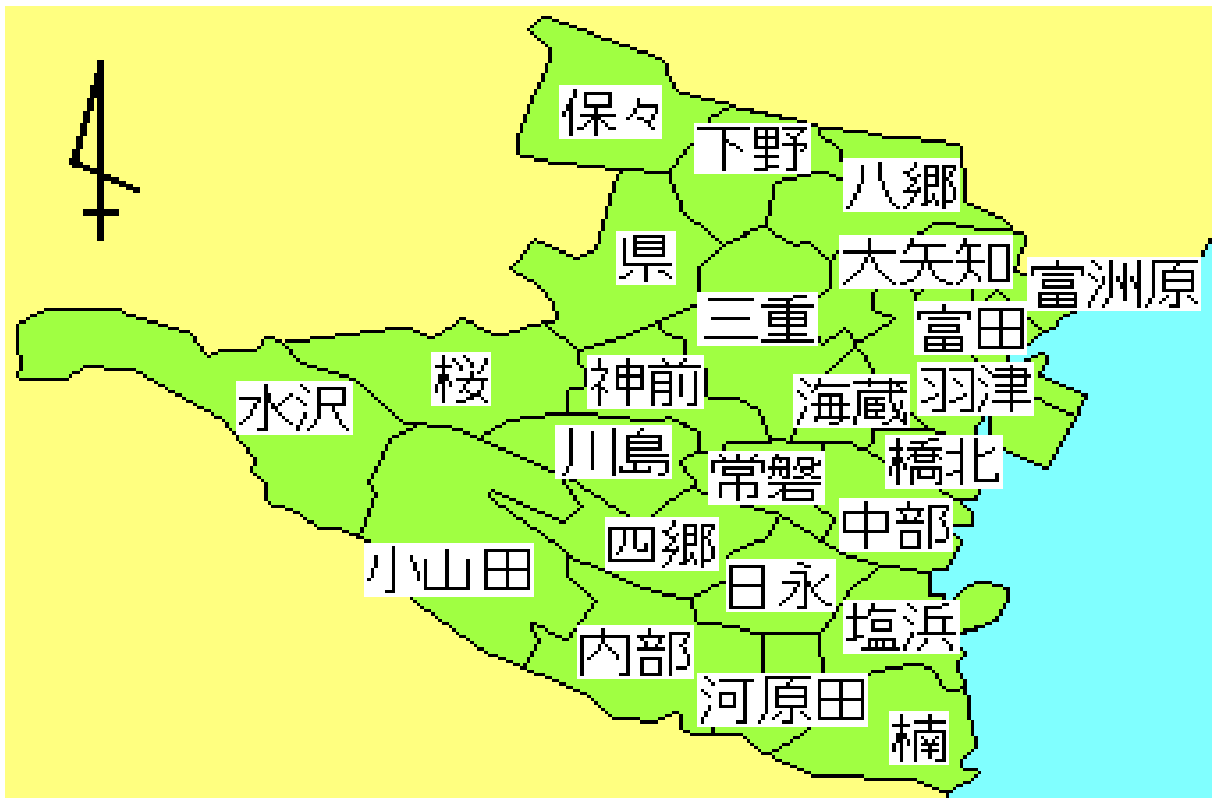 保々
下野
八郷
県
大矢知
富洲原
三重
富田
桜
神前
海蔵
羽津
水沢
川島
常磐
橋北
四郷
中部
小山田
日永
塩浜
内部
河原田
楠